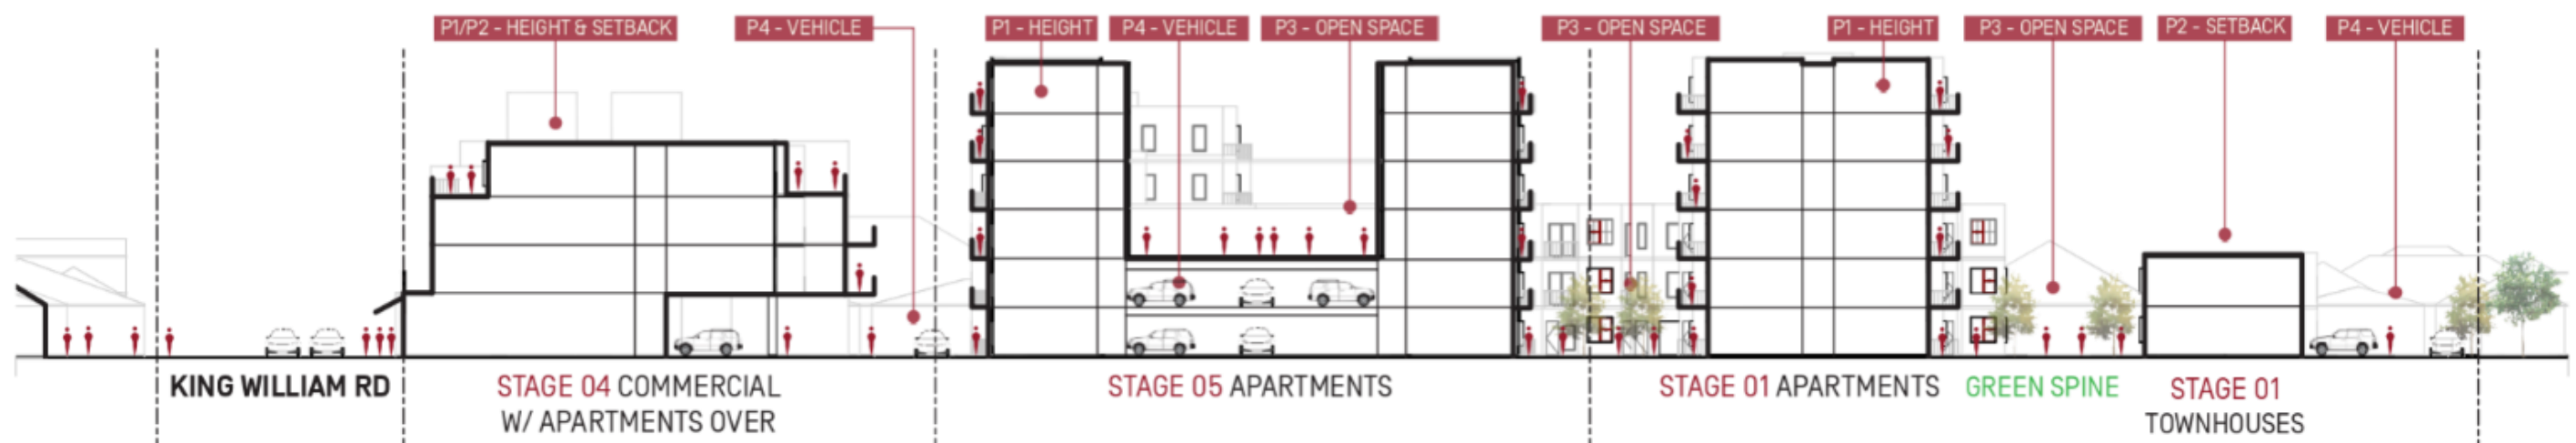 P1/P2 - HEIGHT & SETBACK
P4 - VEHICLE
P1 - HEIGHT
P4 - VEHICLE
P3 - OPEN SPACE
P3 - OPEN SPACE
P1 - HEIGHT
P3 - OPEN SPACE
P2 - SETBACK
P4 - VEHICLE
KING WILLIAM RD
STAGE 04 COMMERCIAL
W/ APARTMENTS OVER
STAGE 05 APARTMENTS
STAGE 01 APARTMENTS
GREEN SPINE
STAGE 01
TOWNHOUSES